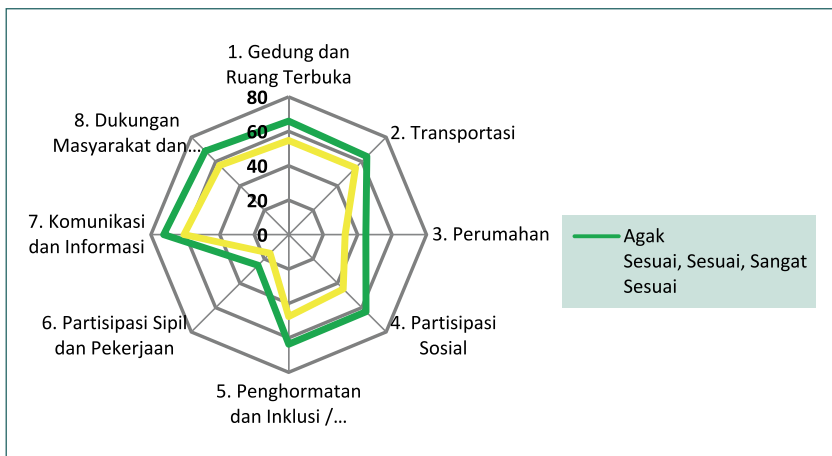 1. Gedung dan
Ruang Terbuka
80
60
40
20
0
2. Transportasi
3. Perumahan
4. Partisipasi
Sosial
5. Penghormatan
dan Inklusi /...
6. Partisipasi Sipil
dan Pekerjaan
7. Komunikasi
dan Informasi
8. Dukungan
Masyarakat dan...
Agak
Sesuai, Sesuai, Sangat
Sesuai